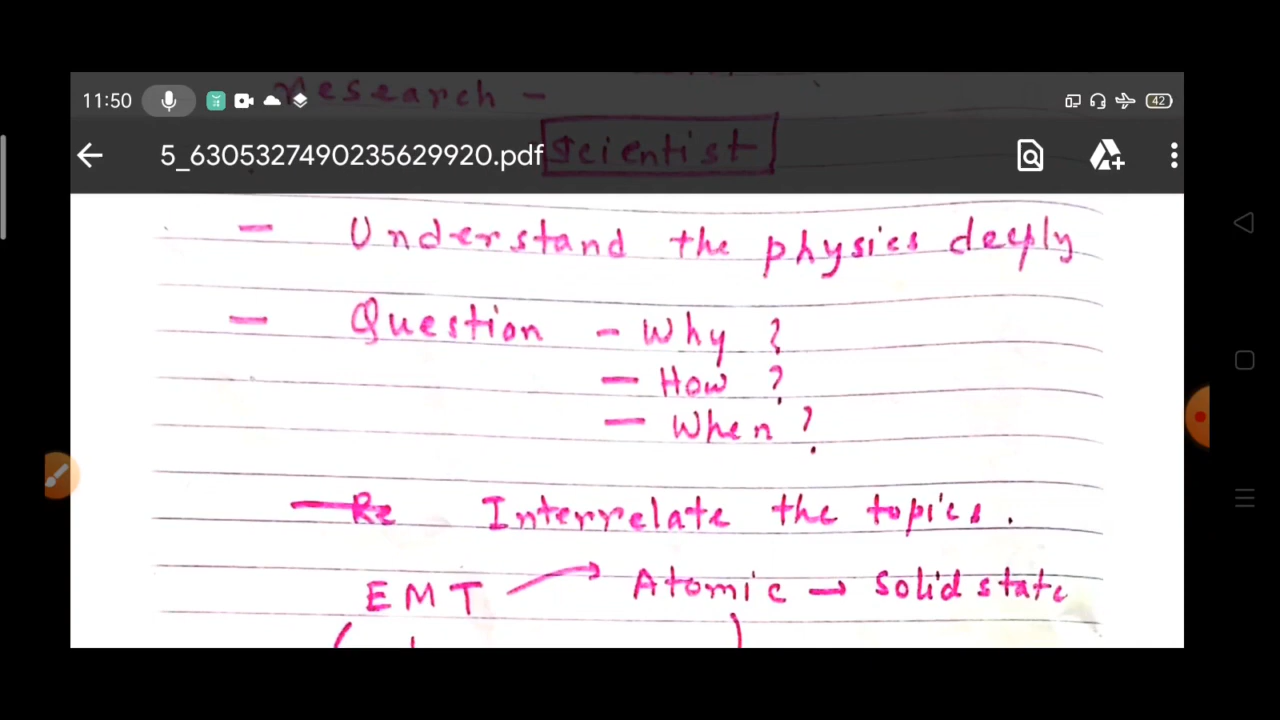 research -
11:50
42
5_6305327490235629920.pdf
scientist
- Understand the physics deeply
- Question - Why ?
- How ?
- When ?
Re Interrelate the topics.
EMT → Atomic → Solid state